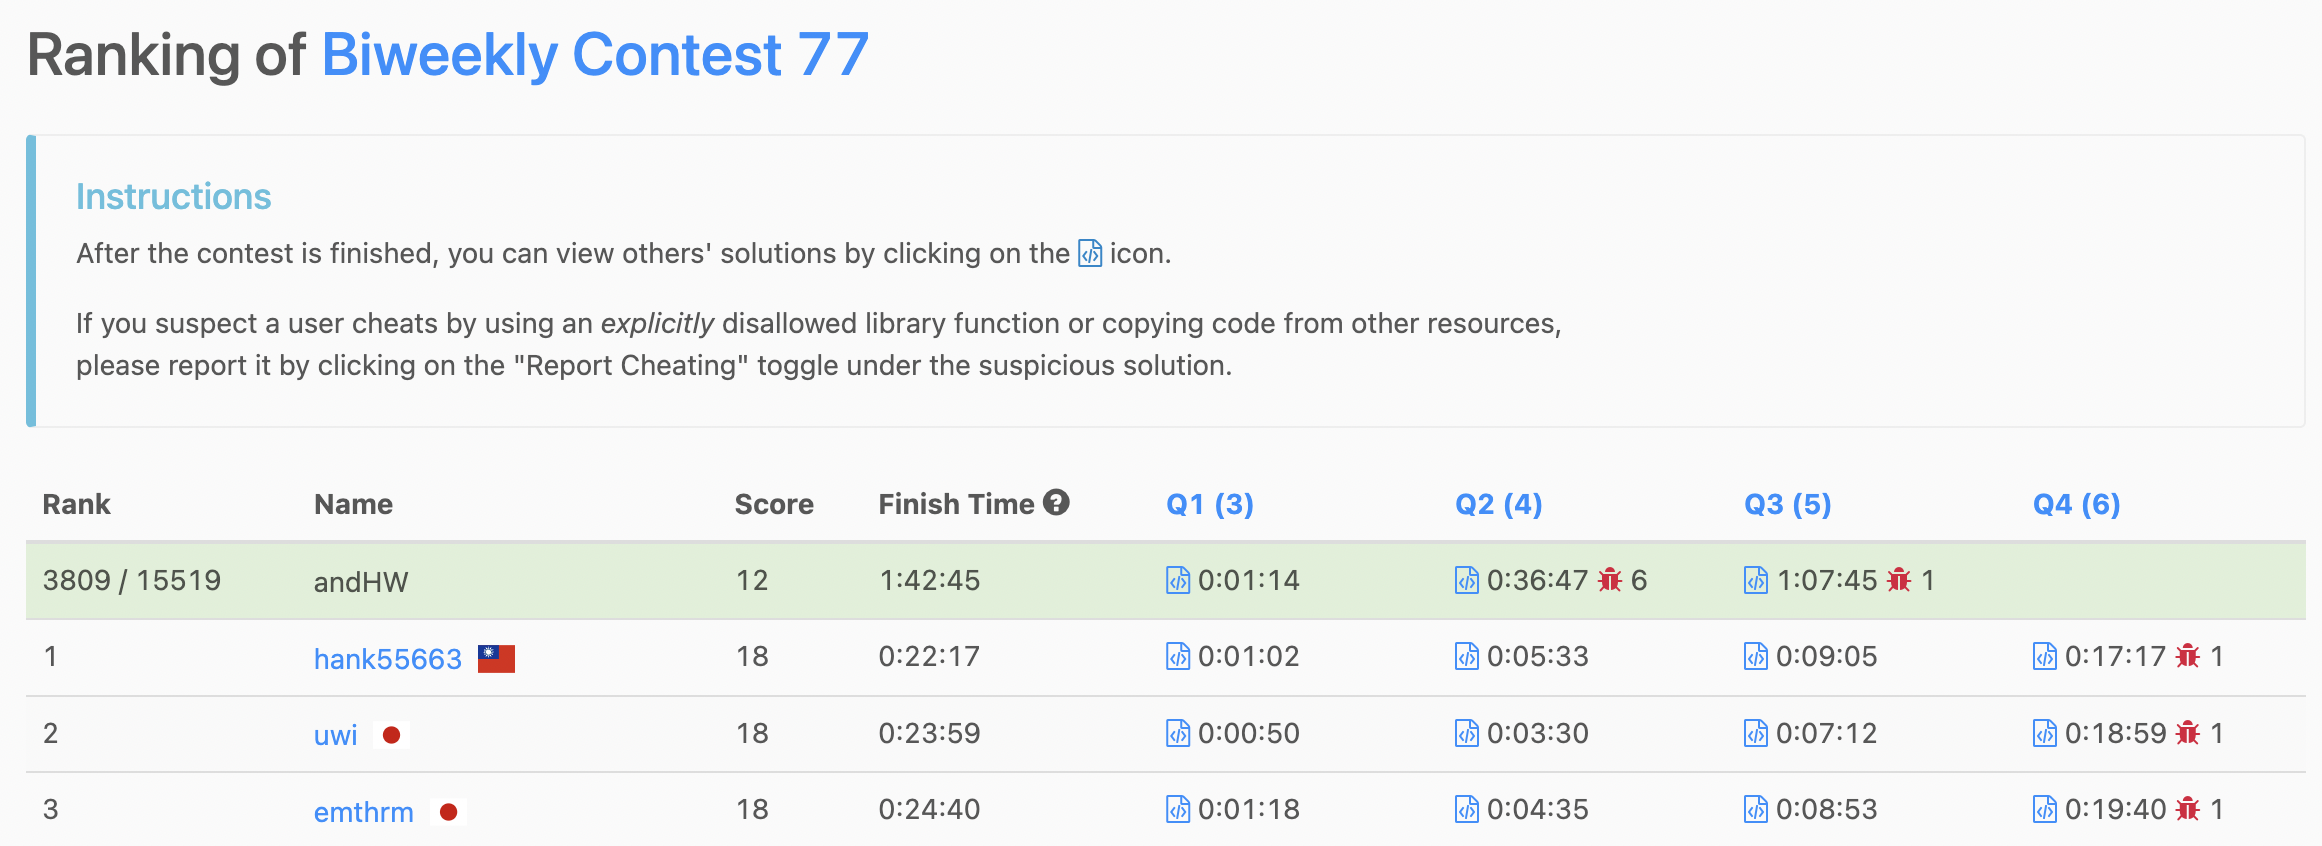 Ranking of Biweekly Contest 77
Instructions
After the contest is finished, you can view others' solutions by clicking on the icon.
If you suspect a user cheats by using an explicitly disallowed library function or copying code from other resources,
please report it by clicking on the "Report Cheating" toggle under the suspicious solution.
Rank Name Score Finish Time Q1 (3) Q2 (4) Q3 (5) Q4 (6)
3809 / 15519 andHW 12 1:42:45 0:01:14 0:36:47 6 1:07:45 1
1 hank55663 18 0:22:17 0:01:02 0:05:33 0:09:05 0:17:17 1
2 uwi 18 0:23:59 0:00:50 0:03:30 0:07:12 0:18:59 1
3 emthrm 18 0:24:40 0:01:18 0:04:35 0:08:53 0:19:40 1